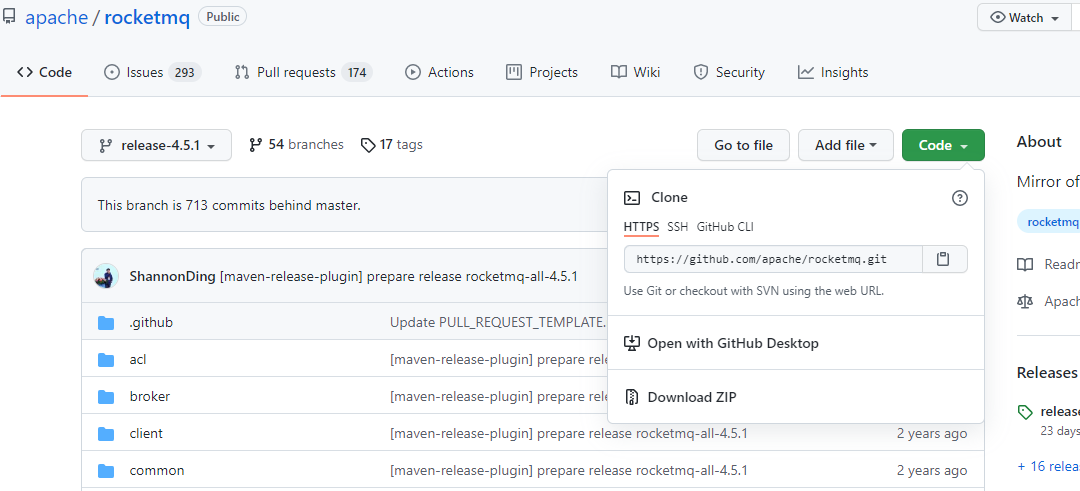 apache / rocketmq Public Watch
Code Issues 293 Pull requests 174 Actions Projects Wiki Security Insights
release-4.5.1 54 branches 17 tags Go to file Add file Code
This branch is 713 commits behind master.
ShannonDing [maven-release-plugin] prepare release rocketmq-all-4.5.1
.github Update PULL_REQUEST_TEMPLATE.
acl [maven-release-plugin] prepare rele
broker [maven-release-plugin] prepare rele
client [maven-release-plugin] prepare release rocketmq-all-4.5.1 2 years ago
common [maven-release-plugin] prepare release rocketmq-all-4.5.1 2 years ago
Clone
HTTPS SSH GitHub CLI
https://github.com/apache/rocketmq.git
Use Git or checkout with SVN using the web URL.
Open with GitHub Desktop
Download ZIP
About
Mirror of
rocketmq
Readm
Apach
Releases
release
23 days
+ 16 relea